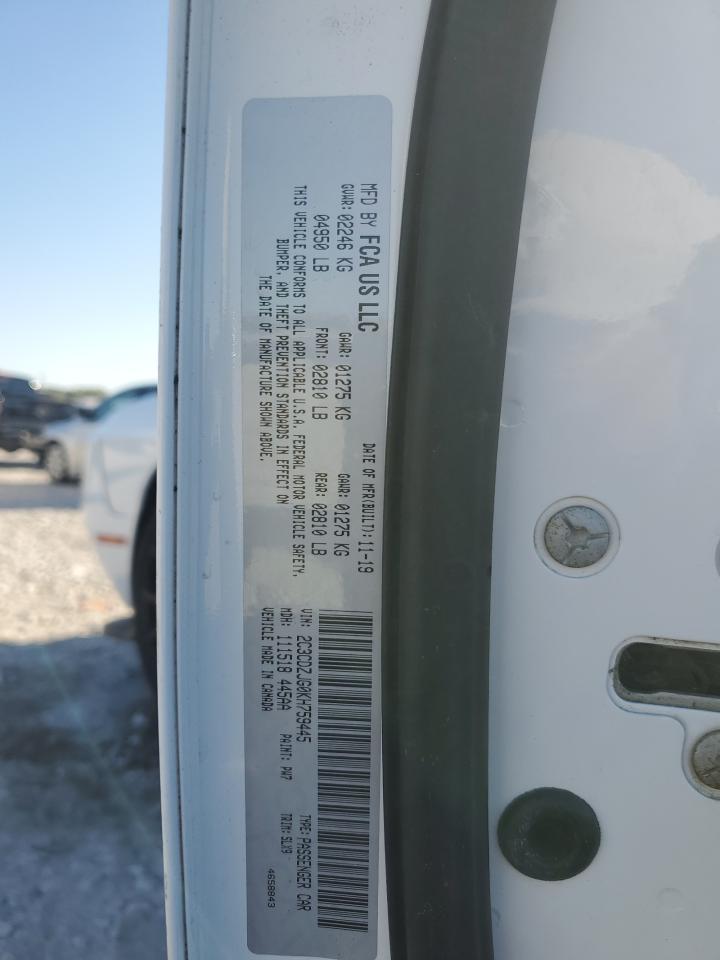 MFD BY FCA US LLC DATE OF MFR(BUILT): 11-19
GVWR: 02246 KG GAWR: 01275 KG GAWR: 01275 KG
04950 LB FRONT: 02810 LB REAR: 02810 LB
THIS VEHICLE CONFORMS TO ALL APPLICABLE U.S.A. FEDERAL MOTOR VEHICLE SAFETY,
BUMPER, AND THEFT PREVENTION STANDARDS IN EFFECT ON
THE DATE OF MANUFACTURE SHOWN ABOVE.
VIN: 2C3CDZJG0KH759445 TYPE: PASSENGER CAR
MDH: 111518 445AA PAINT: PW7 TRIM: SLX9
VEHICLE MADE IN CANADA 4658843